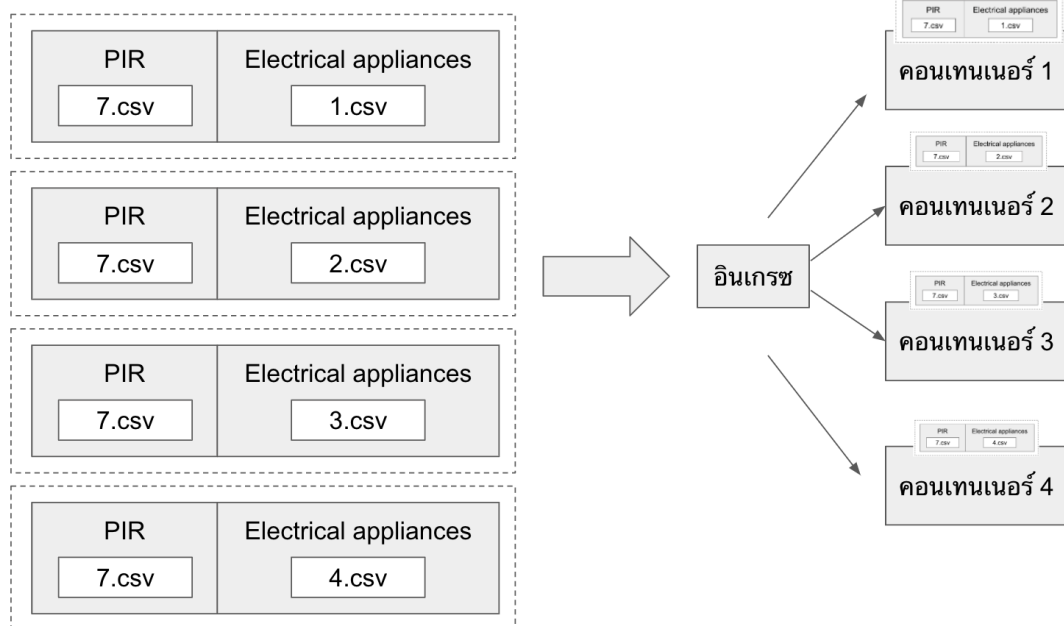 PIR Electrical appliances
7.csv 1.csv
PIR Electrical appliances
7.csv 2.csv
PIR Electrical appliances
7.csv 3.csv
PIR Electrical appliances
7.csv 4.csv
อินเกรซ
PIR Electrical appliances
7.csv 1.csv
คอนเทนเนอร์ 1
PIR Electrical appliances
7.csv 2.csv
คอนเทนเนอร์ 2
PIR Electrical appliances
7.csv 3.csv
คอนเทนเนอร์ 3
PIR Electrical appliances
7.csv 4.csv
คอนเทนเนอร์ 4